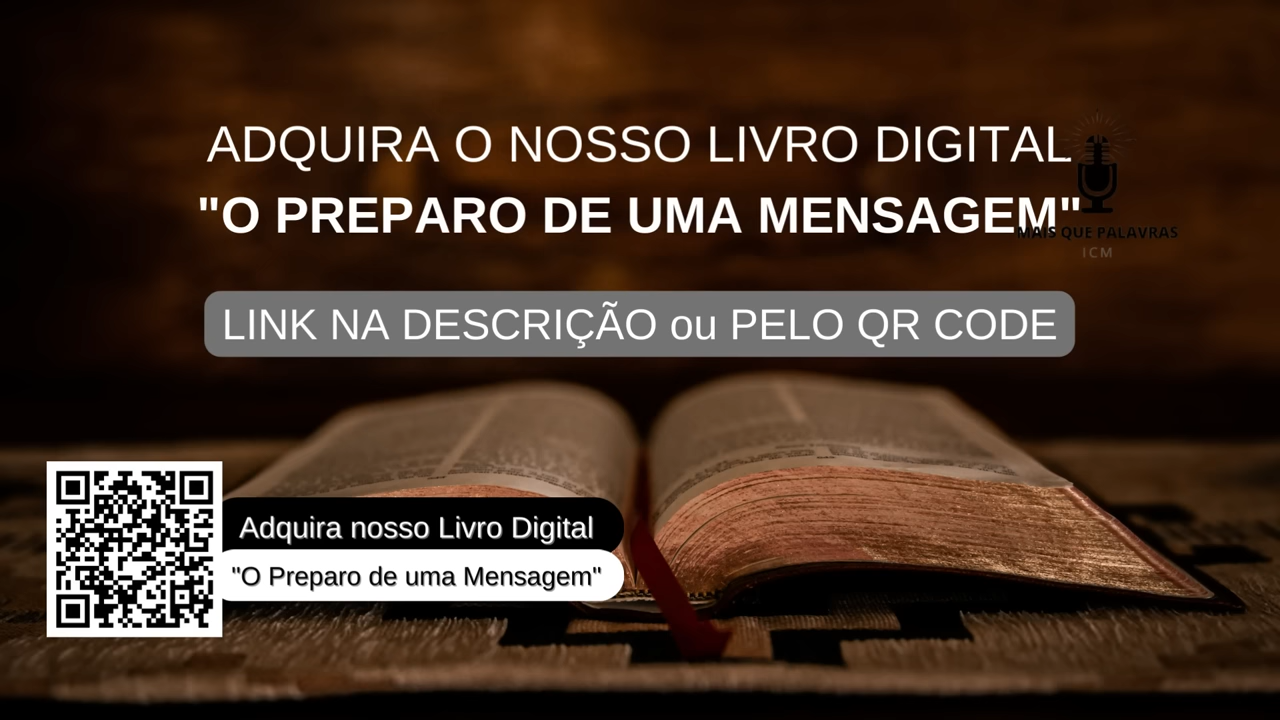 ADQUIRA O NOSSO LIVRO DIGITAL
"O PREPARO DE UMA MENSAGEM"
MAIS QUE PALAVRAS
ICM
LINK NA DESCRIÇÃO ou PELO QR CODE
Adquira nosso Livro Digital
"O Preparo de uma Mensagem"